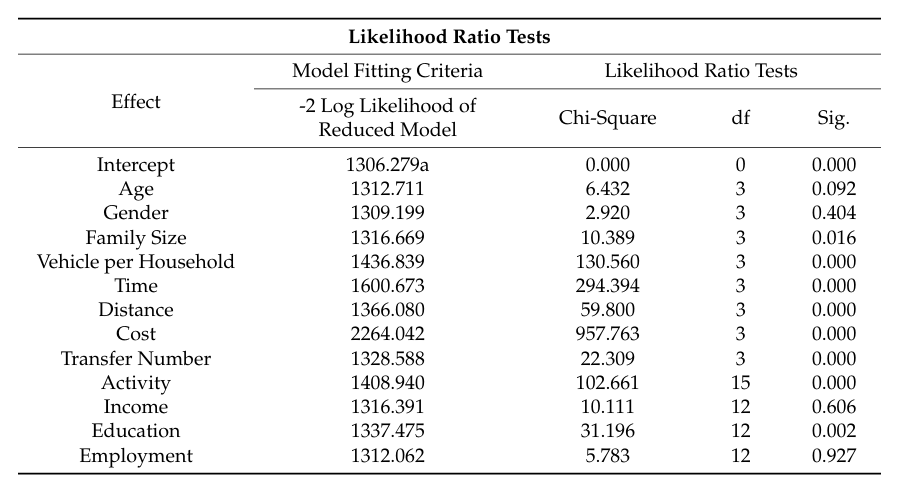 Likelihood Ratio Tests
Effect Model Fitting Criteria Likelihood Ratio Tests
-2 Log Likelihood of Reduced Model Chi-Square df Sig.
Intercept 1306.279a 0.000 0 0.000
Age 1312.711 6.432 3 0.092
Gender 1309.199 2.920 3 0.404
Family Size 1316.669 10.389 3 0.016
Vehicle per Household 1436.839 130.560 3 0.000
Time 1600.673 294.394 3 0.000
Distance 1366.080 59.800 3 0.000
Cost 2264.042 957.763 3 0.000
Transfer Number 1328.588 22.309 3 0.000
Activity 1408.940 102.661 15 0.000
Income 1316.391 10.111 12 0.606
Education 1337.475 31.196 12 0.002
Employment 1312.062 5.783 12 0.927